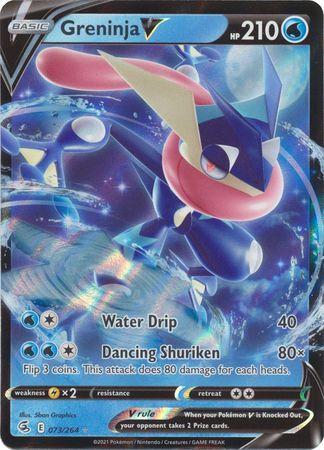 BASIC Greninja V HP 210
Water Drip 40
Dancing Shuriken 80×
Flip 3 coins. This attack does 80 damage for each heads.
weakness ×2 resistance retreat
Illus. 5ban Graphics
V rule When your Pokémon V is Knocked Out,
your opponent takes 2 Prize cards.
E 073/264
©2021 Pokémon / Nintendo / Creatures / GAME FREAK